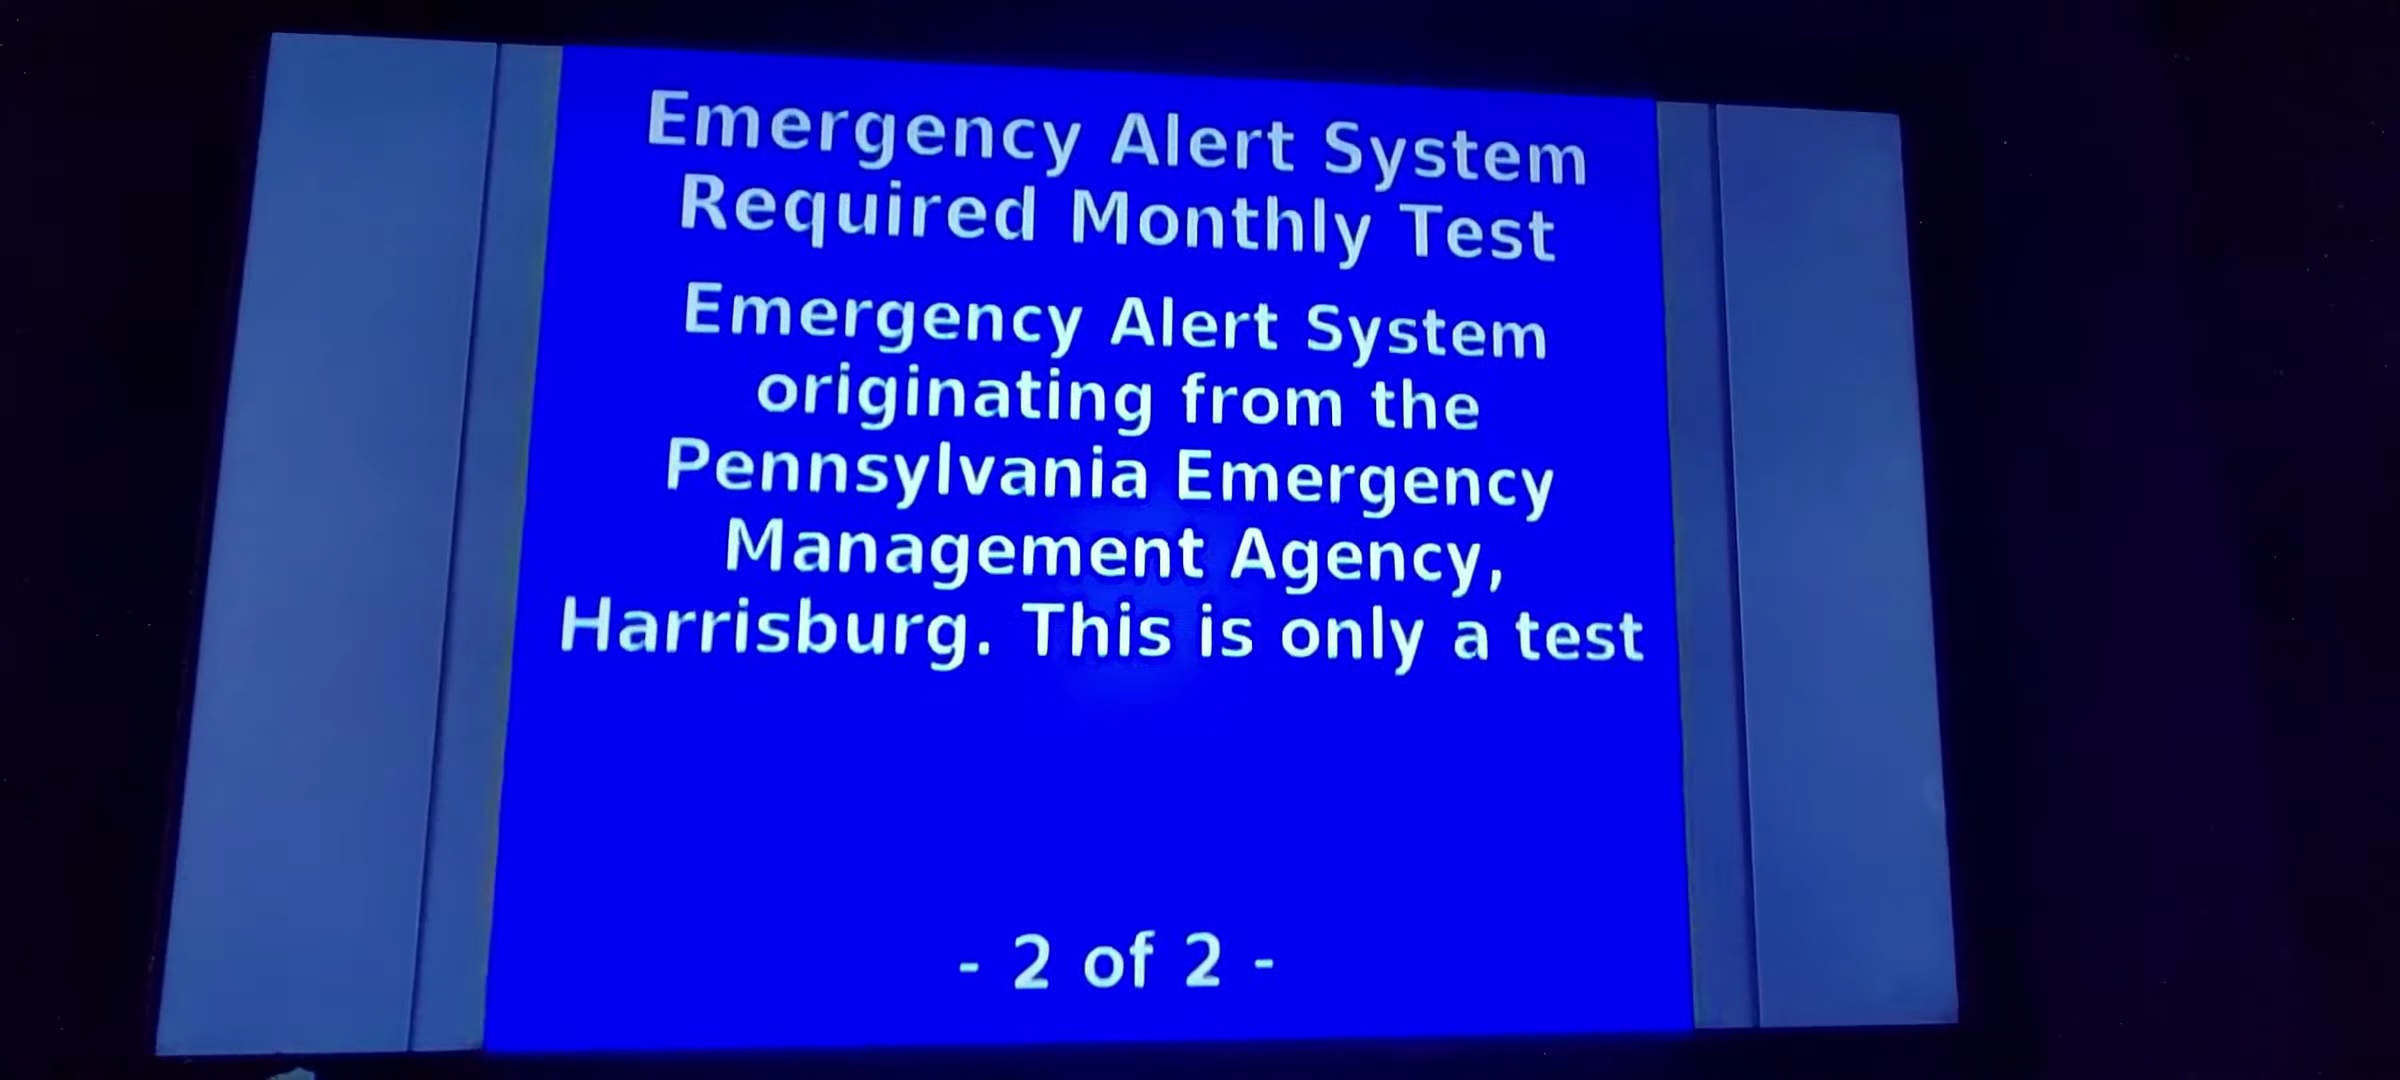 Emergency Alert System
Required Monthly Test
Emergency Alert System
originating from the
Pennsylvania Emergency
Management Agency,
Harrisburg. This is only a test
- 2 of 2 -